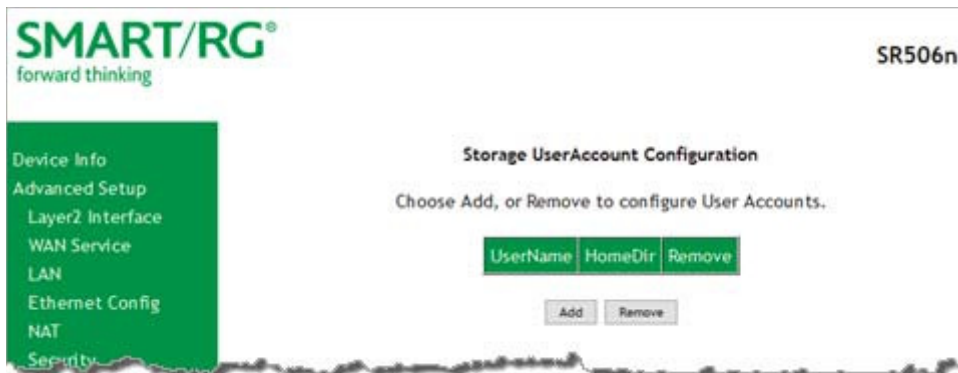 SMART/RG®
forward thinking
SR506n
Device Info
Advanced Setup
Layer2 Interface
WAN Service
LAN
Ethernet Config
NAT
Security
Storage UserAccount Configuration
Choose Add, or Remove to configure User Accounts.
UserName HomeDir Remove
Add Remove